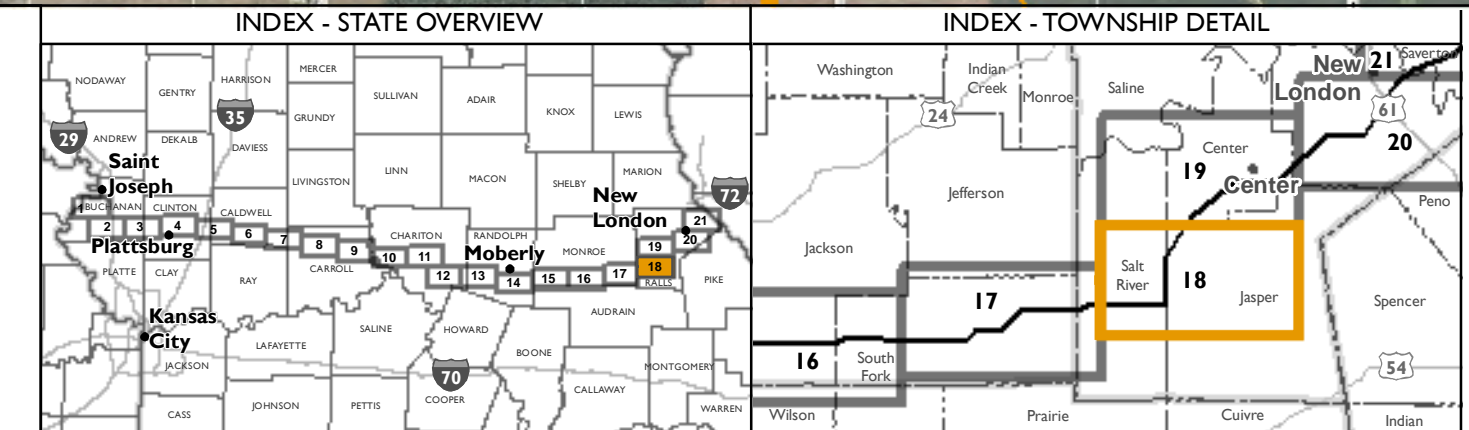 INDEX - STATE OVERVIEW
NODAWAY
GENTRY
HARRISON
MERCER
SULLIVAN
ADAIR
KNOX
LEWIS
35
GRUNDY
29
ANDREW
DEKALB
DAVIESS
Saint
Joseph
LIVINGSTON
LINN
MACON
SHELBY
MARION
New
London
72
1
BUCHANAN
CLINTON
CALDWELL
2
3
4
5
6
7
8
9
10
11
12
13
14
15
16
17
18
19
20
21
Plattsburg
CHARITON
RANDOLPH
Moberly
MONROE
PLATTE
CLAY
RAY
CARROLL
RALLS
PIKE
AUDRAIN
Kansas
City
SALINE
HOWARD
LAFAYETTE
BOONE
JACKSON
70
COOPER
CALLAWAY
MONTGOMERY
CASS
JOHNSON
PETTIS
WARREN
INDEX - TOWNSHIP DETAIL
Washington
Indian
Creek
Monroe
Saline
New
London
21
Saverton
24
61
20
Center
19
Center
Jefferson
Peno
Jackson
Salt
River
18
Jasper
Spencer
17
16
South
Fork
54
Wilson
Prairie
Cuivre
Indian